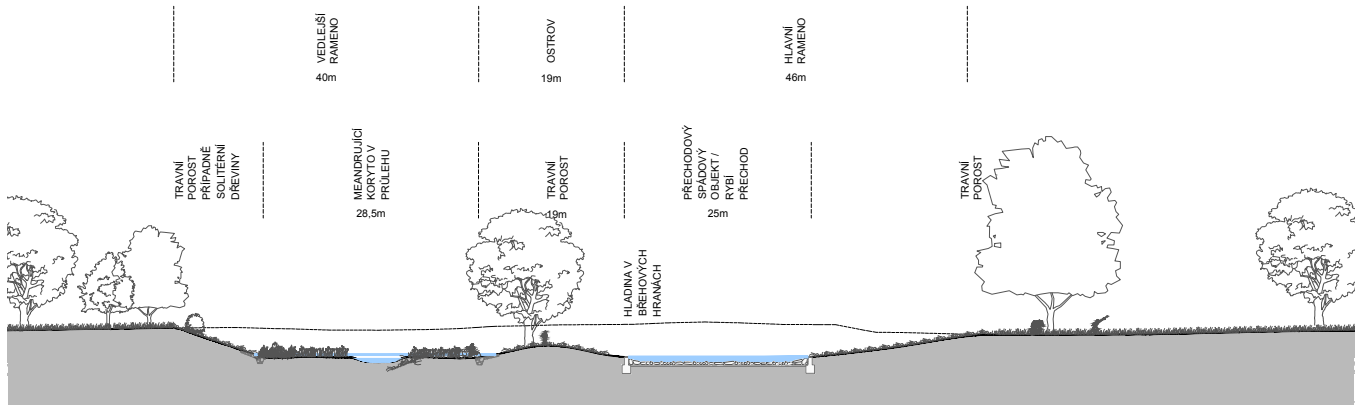 VEDLEJŠÍ
RAMENO
40m
OSTROV
19m
HLAVNÍ
RAMENO
46m
TRAVNÍ
POROST
PŘÍPADNĚ
SOLITÉRNÍ
DŘEVINY
MEANDRUJÍCÍ
KORYTO V
PRŮLEHU
28,5m
TRAVNÍ
POROST
19m
PŘECHODOVÝ
SPÁDOVÝ
OBJEKT /
RYBÍ
PŘECHOD
25m
TRAVNÍ
POROST
HLADINA V
BŘEHOVÝCH
HRANÁCH